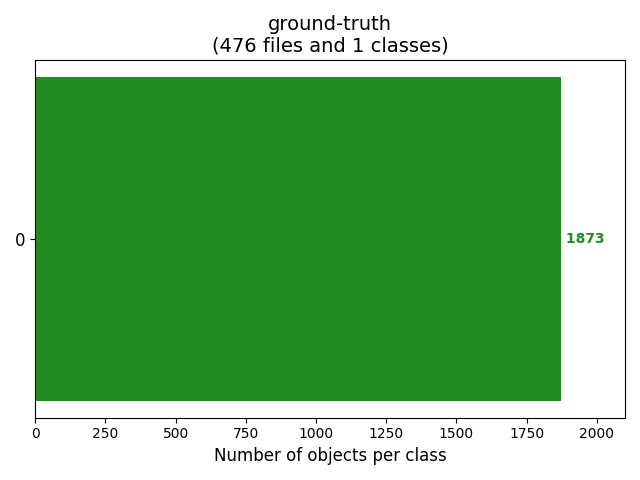 ground-truth
(476 files and 1 classes)
0
1873
0 250 500 750 1000 1250 1500 1750 2000
Number of objects per class